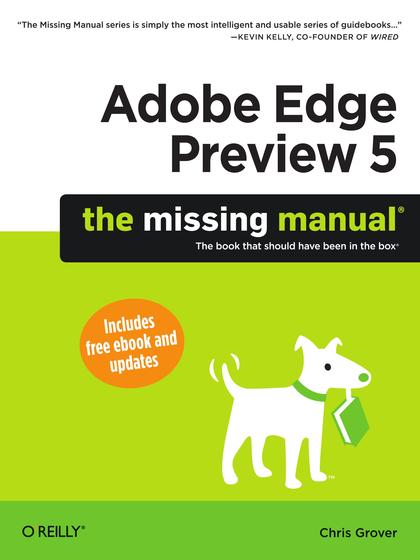 “The Missing Manual series is simply the most intelligent and usable series of guidebooks...”
—KEVIN KELLY, CO-FOUNDER OF WIRED
Adobe Edge
Preview 5
the missing manual®
The book that should have been in the box®
Includes
free ebook and
updates
™
O REILLY®
Chris Grover